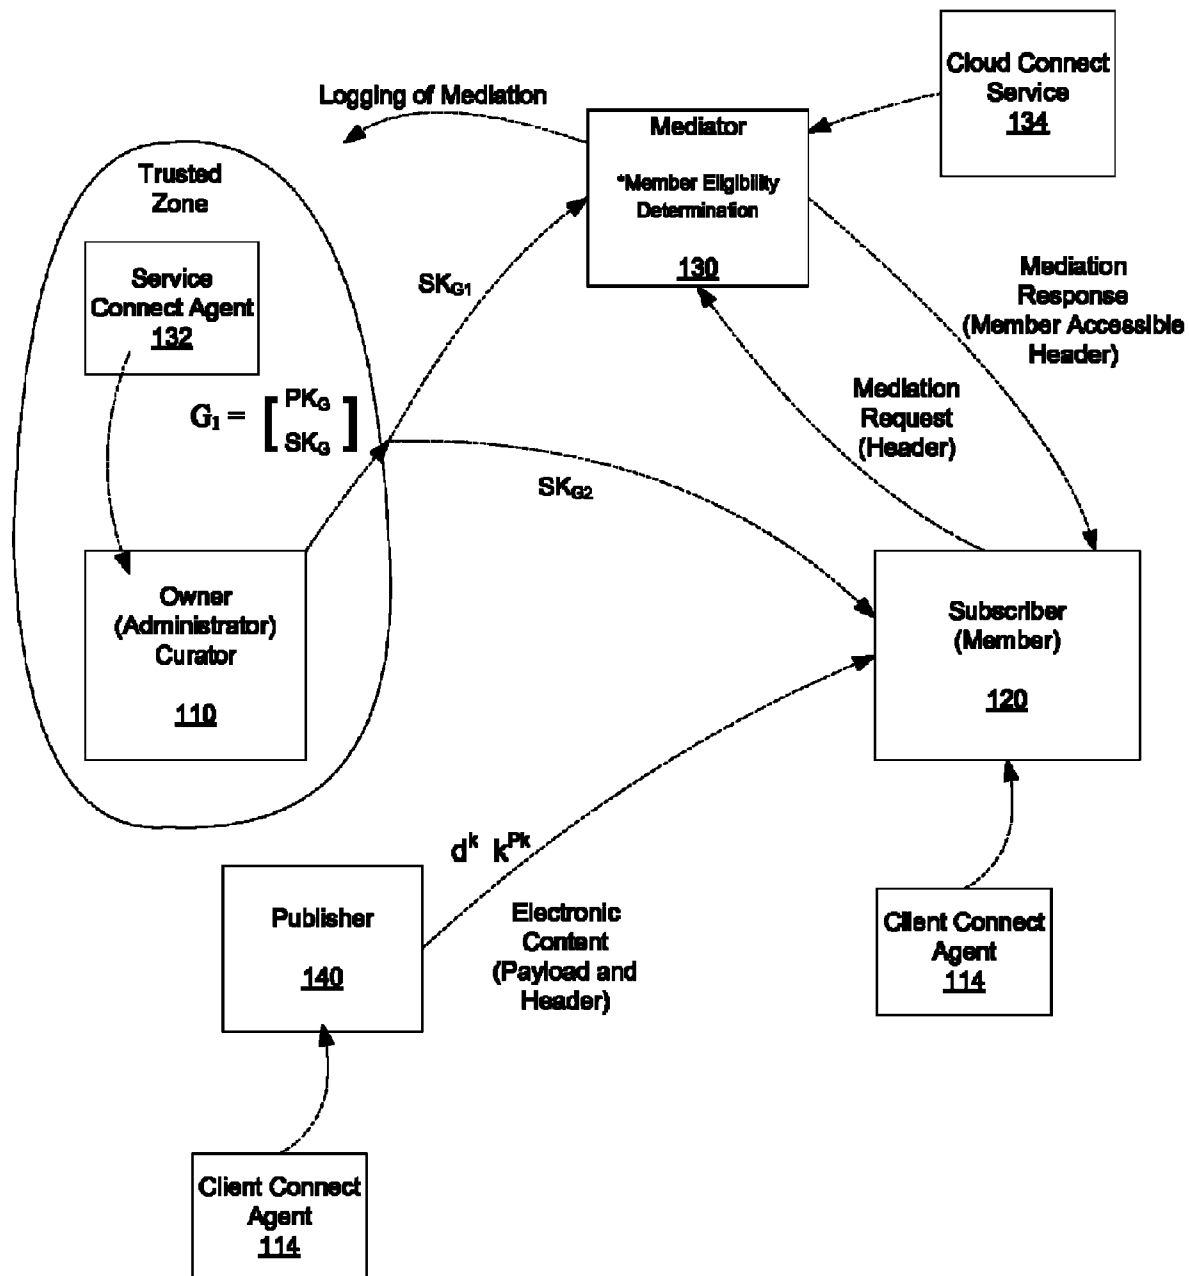 Cloud Connect
Service
134
Logging of Mediation
Mediator
*Member Eligibility
Determination
130
Trusted
Zone
Service
Connect Agent
132
SKG1
Mediation
Response
(Member Accessible
Header)
Mediation
Request
(Header)
G1 = [ PKG
SKG ]
SKG2
Owner
(Administrator)
Curator
110
Subscriber
(Member)
120
d^k k^Pk
Publisher
140
Electronic
Content
(Payload and
Header)
Client Connect
Agent
114
Client Connect
Agent
114